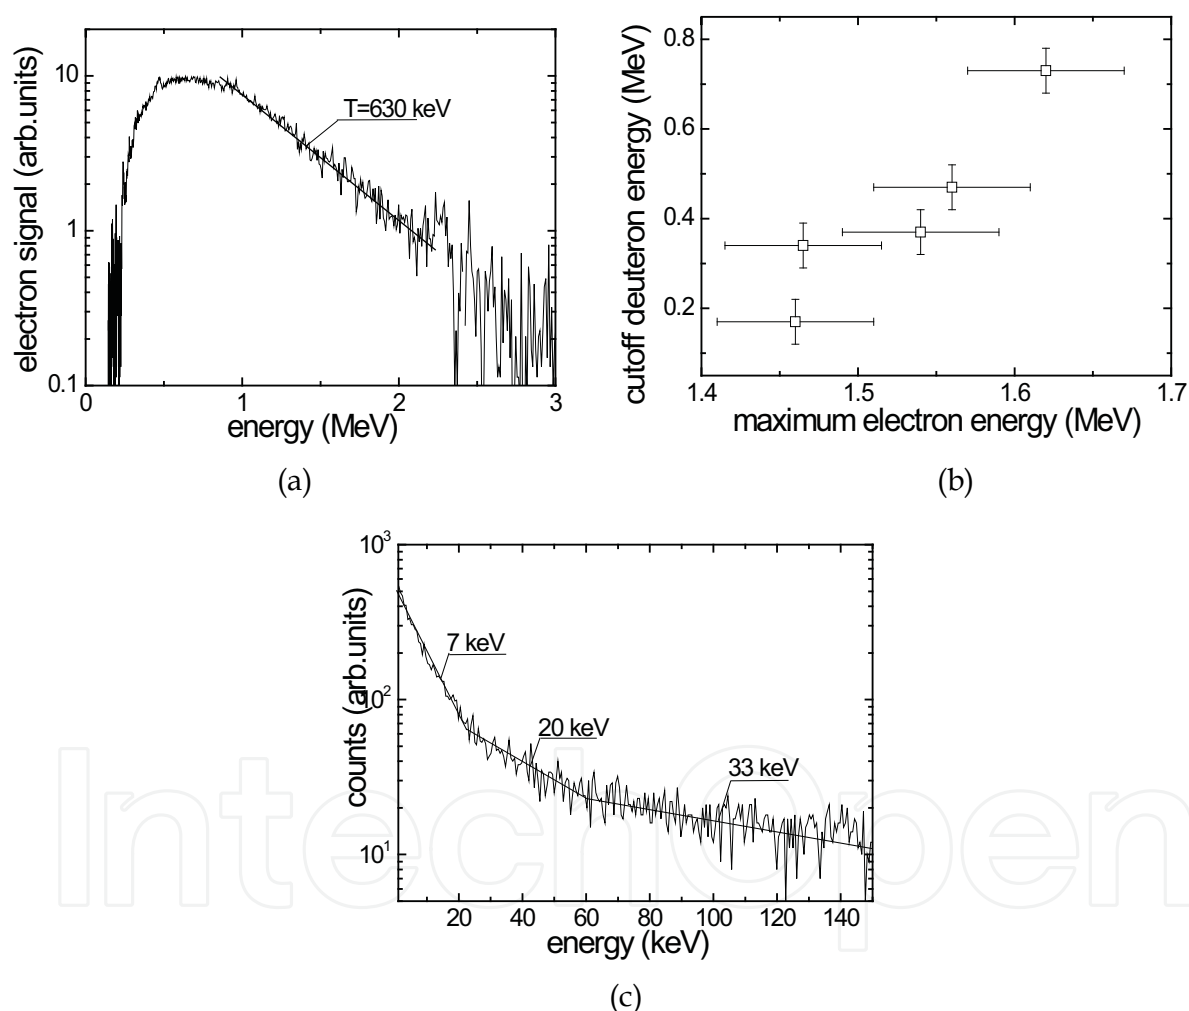 electron signal (arb.units)
10
1
0.1
T=630 keV
0
1
2
3
energy (MeV)
(a)
cutoff deuteron energy (MeV)
0.8
0.6
0.4
0.2
1.4
1.5
1.6
1.7
maximum electron energy (MeV)
(b)
counts (arb.units)
10³
10²
10¹
7 keV
20 keV
33 keV
20 40 60 80 100 120 140
energy (keV)
(c)
IntechOpen